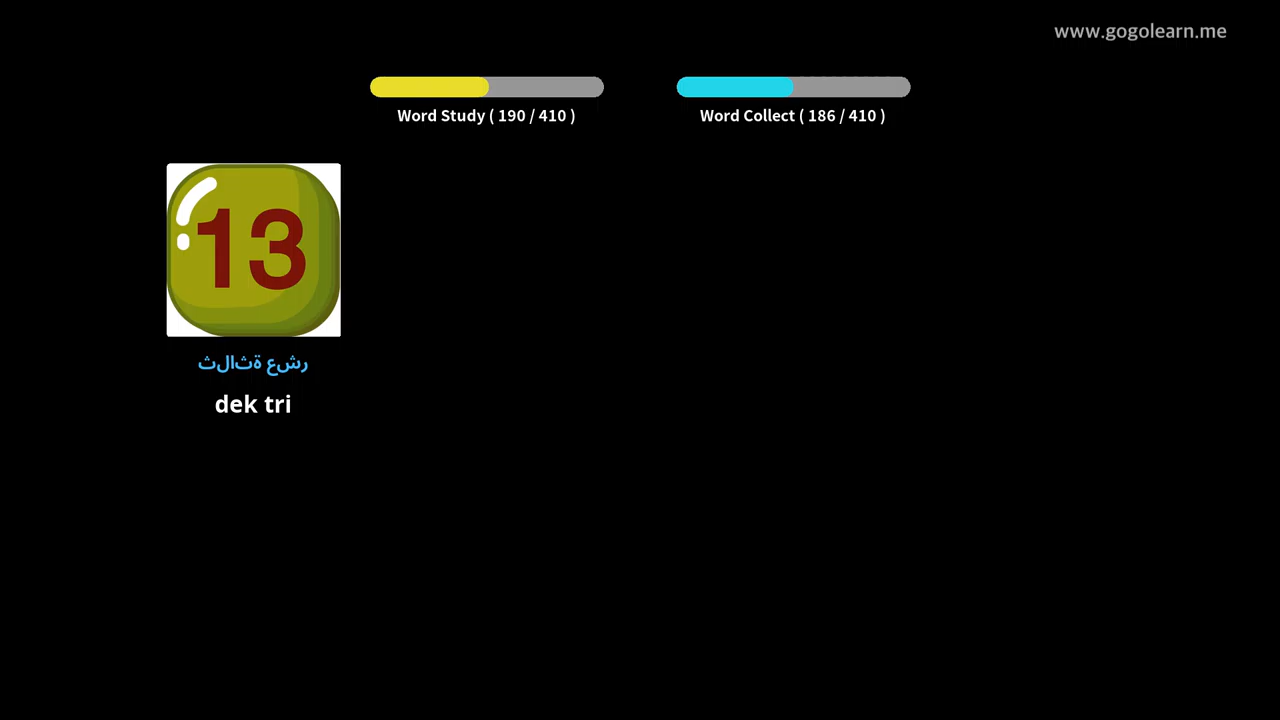 www.gogolearn.me
Word Study ( 190 / 410 )
Word Collect ( 186 / 410 )
13
رشع ةثالث
dek tri